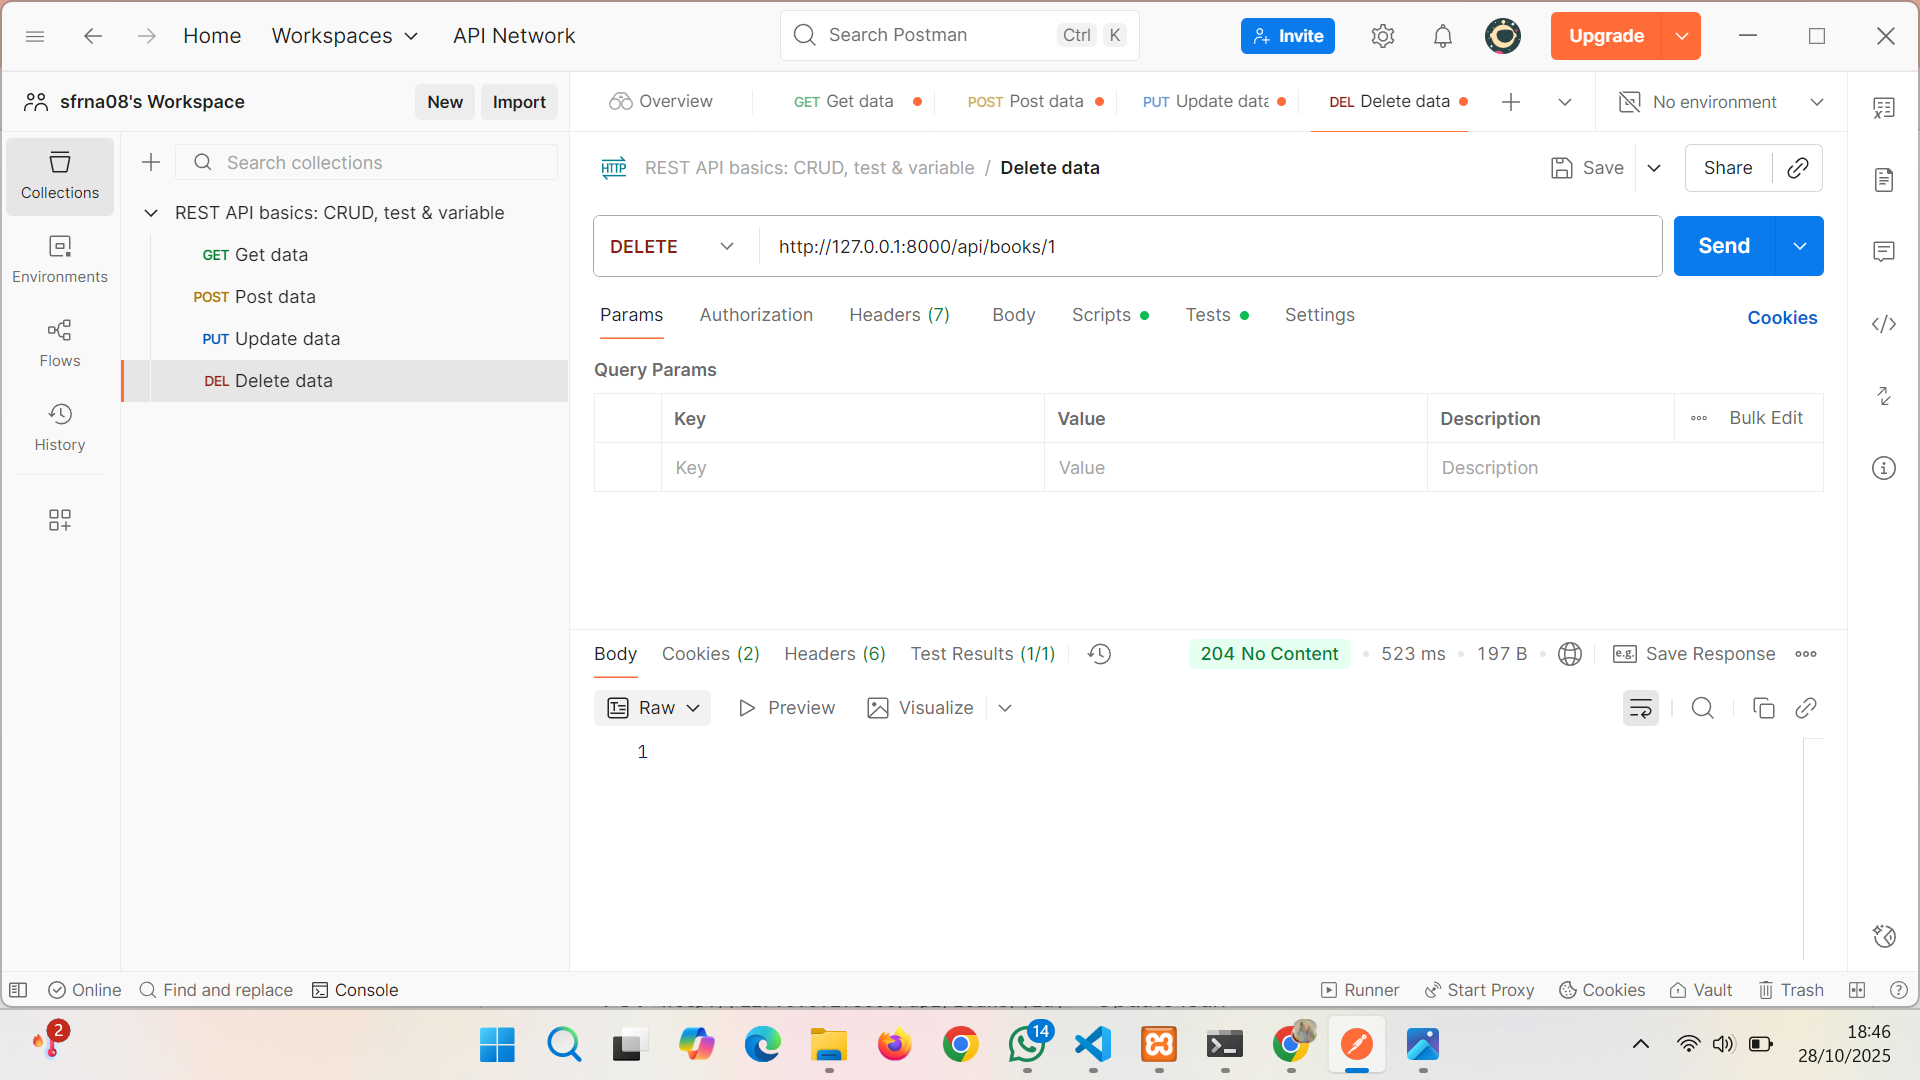 Home Workspaces API Network Search Postman Ctrl K Invite Upgrade
sfrna08's Workspace New Import Overview GET Get data POST Post data PUT Update data DEL Delete data No environment
Collections
Environments
Flows
History
Search collections
REST API basics: CRUD, test & variable
GET Get data
POST Post data
PUT Update data
DEL Delete data
HTTP REST API basics: CRUD, test & variable / Delete data Save Share
DELETE http://127.0.0.1:8000/api/books/1 Send
Params Authorization Headers (7) Body Scripts Tests Settings Cookies
Query Params
Key Value Description Bulk Edit
Key Value Description
Body Cookies (2) Headers (6) Test Results (1/1) 204 No Content 523 ms 197 B e.g. Save Response
Raw Preview Visualize
1
Online Find and replace Console Runner Start Proxy Cookies Vault Trash
2 14 18:46
28/10/2025